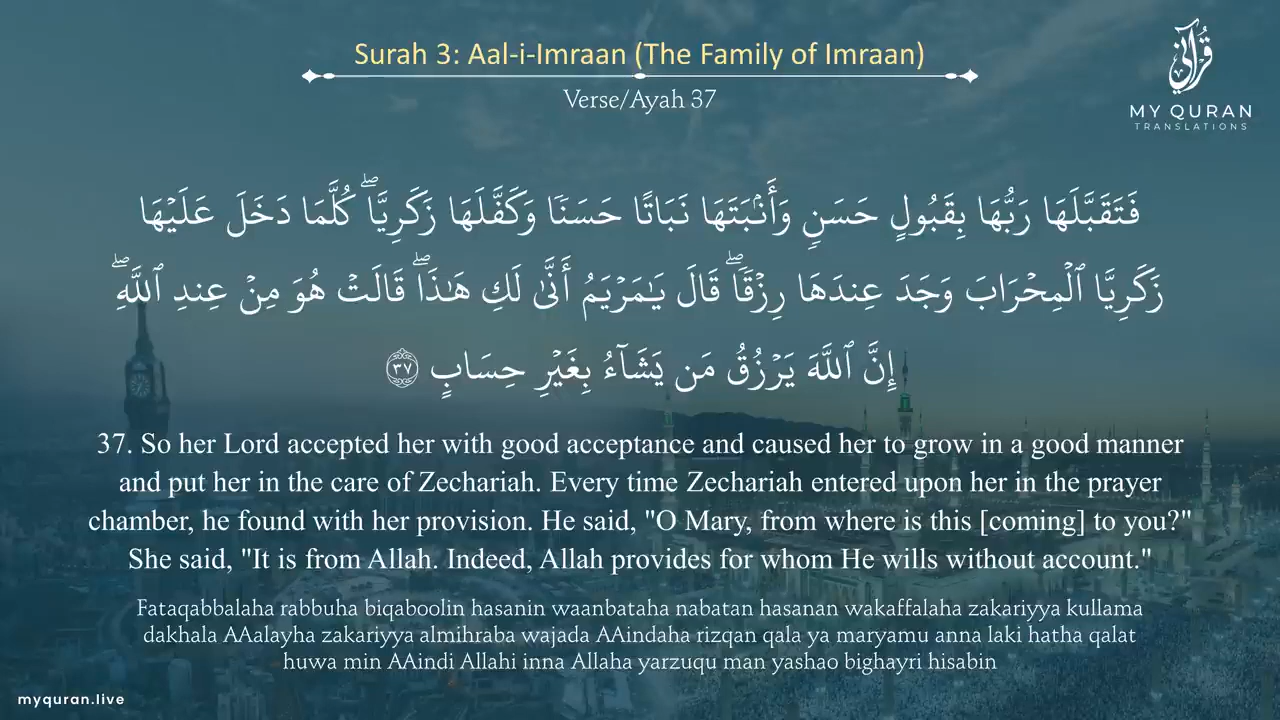 Surah 3: Aal-i-Imraan (The Family of Imraan)
Verse/Ayah 37
قُرْآنِي
MY QURAN
TRANSLATIONS
فَتَقَبَّلَهَا رَبُّهَا بِقَبُولٍ حَسَنٍ وَأَنۢبَتَهَا نَبَاتًا حَسَنًا وَكَفَّلَهَا زَكَرِيَّاۖ كُلَّمَا دَخَلَ عَلَيْهَا
زَكَرِيَّا ٱلْمِحْرَابَ وَجَدَ عِندَهَا رِزْقًاۖ قَالَ يَـٰمَرْيَمُ أَنَّىٰ لَكِ هَـٰذَاۖ قَالَتْ هُوَ مِنْ عِندِ ٱللَّهِۖ
إِنَّ ٱللَّهَ يَرْزُقُ مَن يَشَآءُ بِغَيْرِ حِسَابٍ ٣٧
37. So her Lord accepted her with good acceptance and caused her to grow in a good manner
and put her in the care of Zechariah. Every time Zechariah entered upon her in the prayer
chamber, he found with her provision. He said, "O Mary, from where is this [coming] to you?"
She said, "It is from Allah. Indeed, Allah provides for whom He wills without account."
Fataqabbalaha rabbuha biqaboolin hasanin waanbataha nabatan hasanan wakaffalaha zakariyya kullama
dakhala AAalayha zakariyya almihraba wajada AAindaha rizqan qala ya maryamu anna laki hatha qalat
huwa min AAindi Allahi inna Allaha yarzuqu man yashao bighayri hisabin
myquran.live